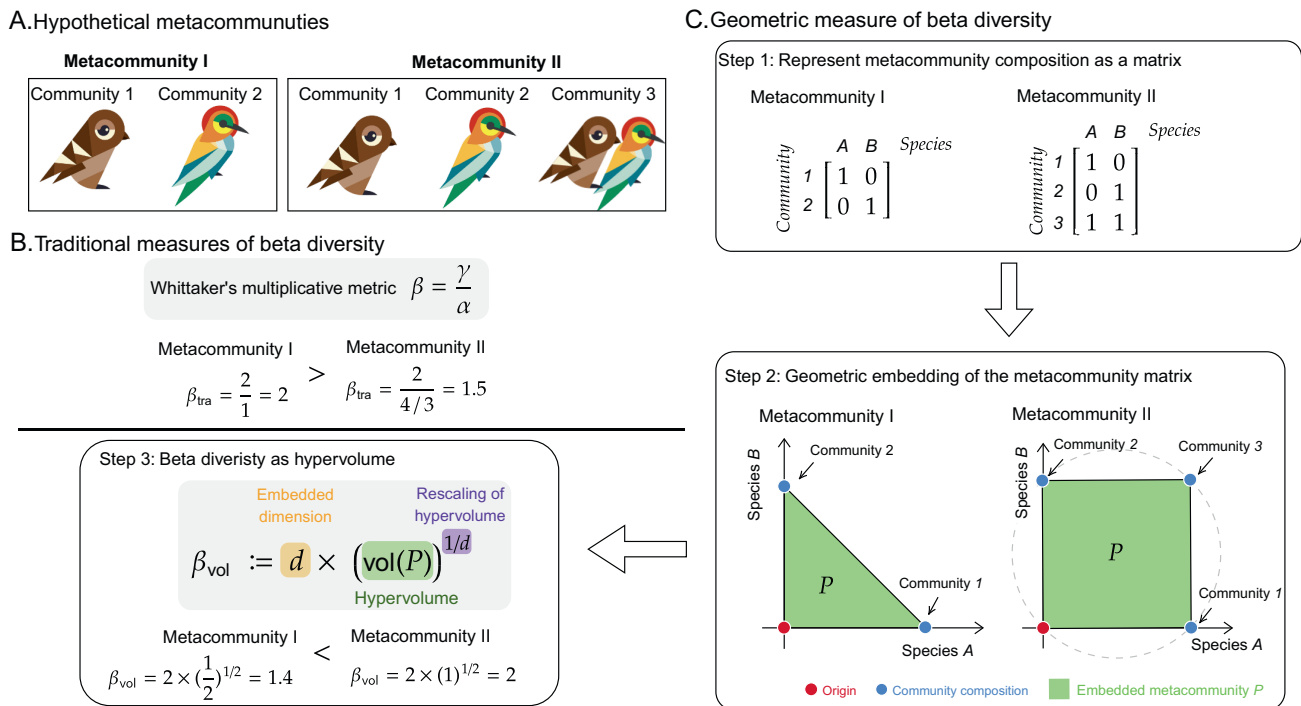 A. Hypothetical metacommunuties
Metacommunity I
Metacommunity II
Community 1
Community 2
Community 1
Community 2
Community 3
B. Traditional measures of beta diversity
Whittaker's multiplicative metric β = γ/α
Metacommunity I
>
Metacommunity II
β_tra = 2/1 = 2
β_tra = 2/(4/3) = 1.5
C. Geometric measure of beta diversity
Step 1: Represent metacommunity composition as a matrix
Metacommunity I
Metacommunity II
A B Species
Community
1 [1 0]
2 [0 1]
A B Species
Community
1 [1 0]
2 [0 1]
3 [1 1]
Step 2: Geometric embedding of the metacommunity matrix
Metacommunity I
Species B
Community 2
P
Community 1
Species A
Metacommunity II
Species B
Community 2
Community 3
P
Community 1
Species A
Origin
Community composition
Embedded metacommunity P
Step 3: Beta diveristy as hypervolume
Embedded
dimension
Rescaling of
hypervolume
β_vol := d × (vol(P))^1/d
Hypervolume
Metacommunity I
<
Metacommunity II
β_vol = 2 × (1/2)^1/2 = 1.4
β_vol = 2 × (1)^1/2 = 2